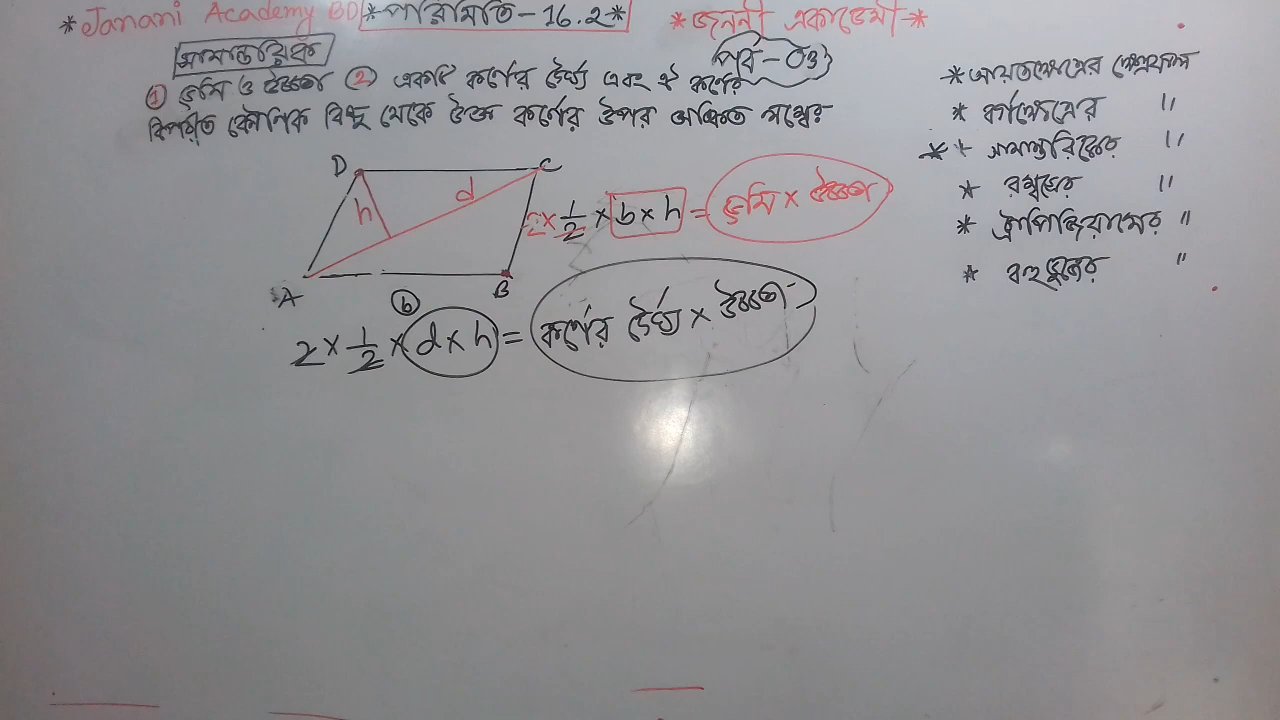 *Janani Academy BD *পরিমিতি-16.2* *জননী একাডেমী*
সামান্তরিক
পর্ব-03
① ভূমি ও উচ্চতা ② একটি কর্ণের দৈর্ঘ্য এবং ঐ কর্ণের
বিপরীত কৌণিক বিন্দু থেকে উক্ত কর্ণের উপর অঙ্কিত লম্বের
D C
h d
A B
b
2×1/2×b×h=ভূমি×উচ্চতা
2×1/2×d×h=কর্ণের দৈর্ঘ্য×উচ্চতা
*আয়তক্ষেত্রের ক্ষেত্রফল
*বর্গক্ষেত্রের "
**সামান্তরিকের "
*রম্বসের "
*ট্রাপিজিয়ামের "
*বহুভুজের "